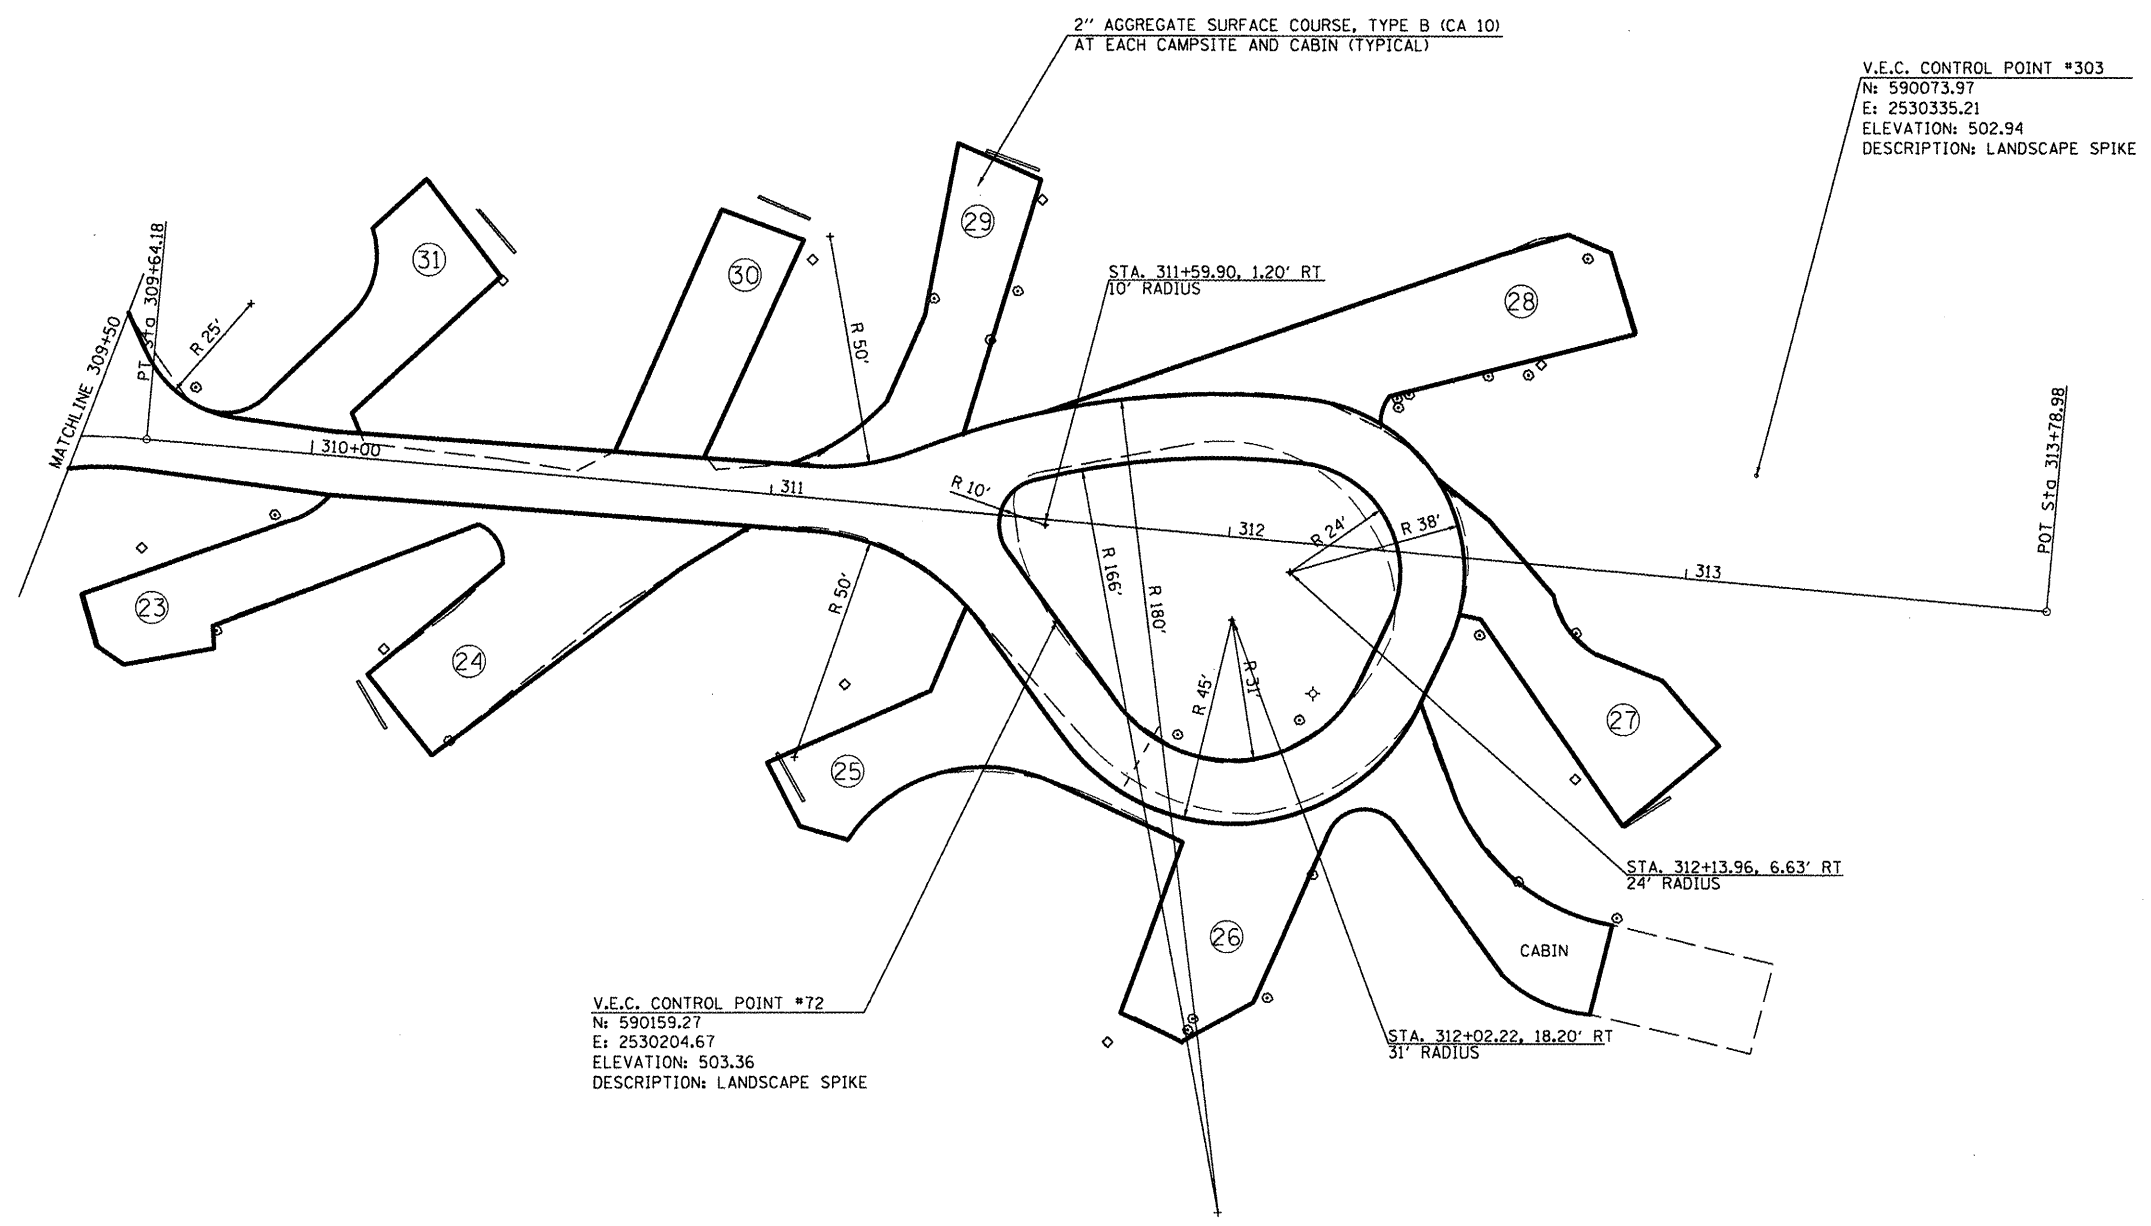 2" AGGREGATE SURFACE COURSE, TYPE B (CA 10)
AT EACH CAMPSITE AND CABIN (TYPICAL)
V.E.C. CONTROL POINT #303
N: 590073.97
E: 2530335.21
ELEVATION: 502.94
DESCRIPTION: LANDSCAPE SPIKE
MATCHLINE 309+50
PT Sta 309+64.18
R 25'
31
30
29
R 50'
STA. 311+59.90, 1.20' RT
10' RADIUS
28
310+00
311
R 10'
312
313
POT Sta 313+78.98
R 24'
R 38'
R 166'
R 180'
R 50'
23
24
25
R 45'
R 31'
27
STA. 312+13.96, 6.63' RT
24' RADIUS
26
CABIN
V.E.C. CONTROL POINT #72
N: 590159.27
E: 2530204.67
ELEVATION: 503.36
DESCRIPTION: LANDSCAPE SPIKE
STA. 312+02.22, 18.20' RT
31' RADIUS